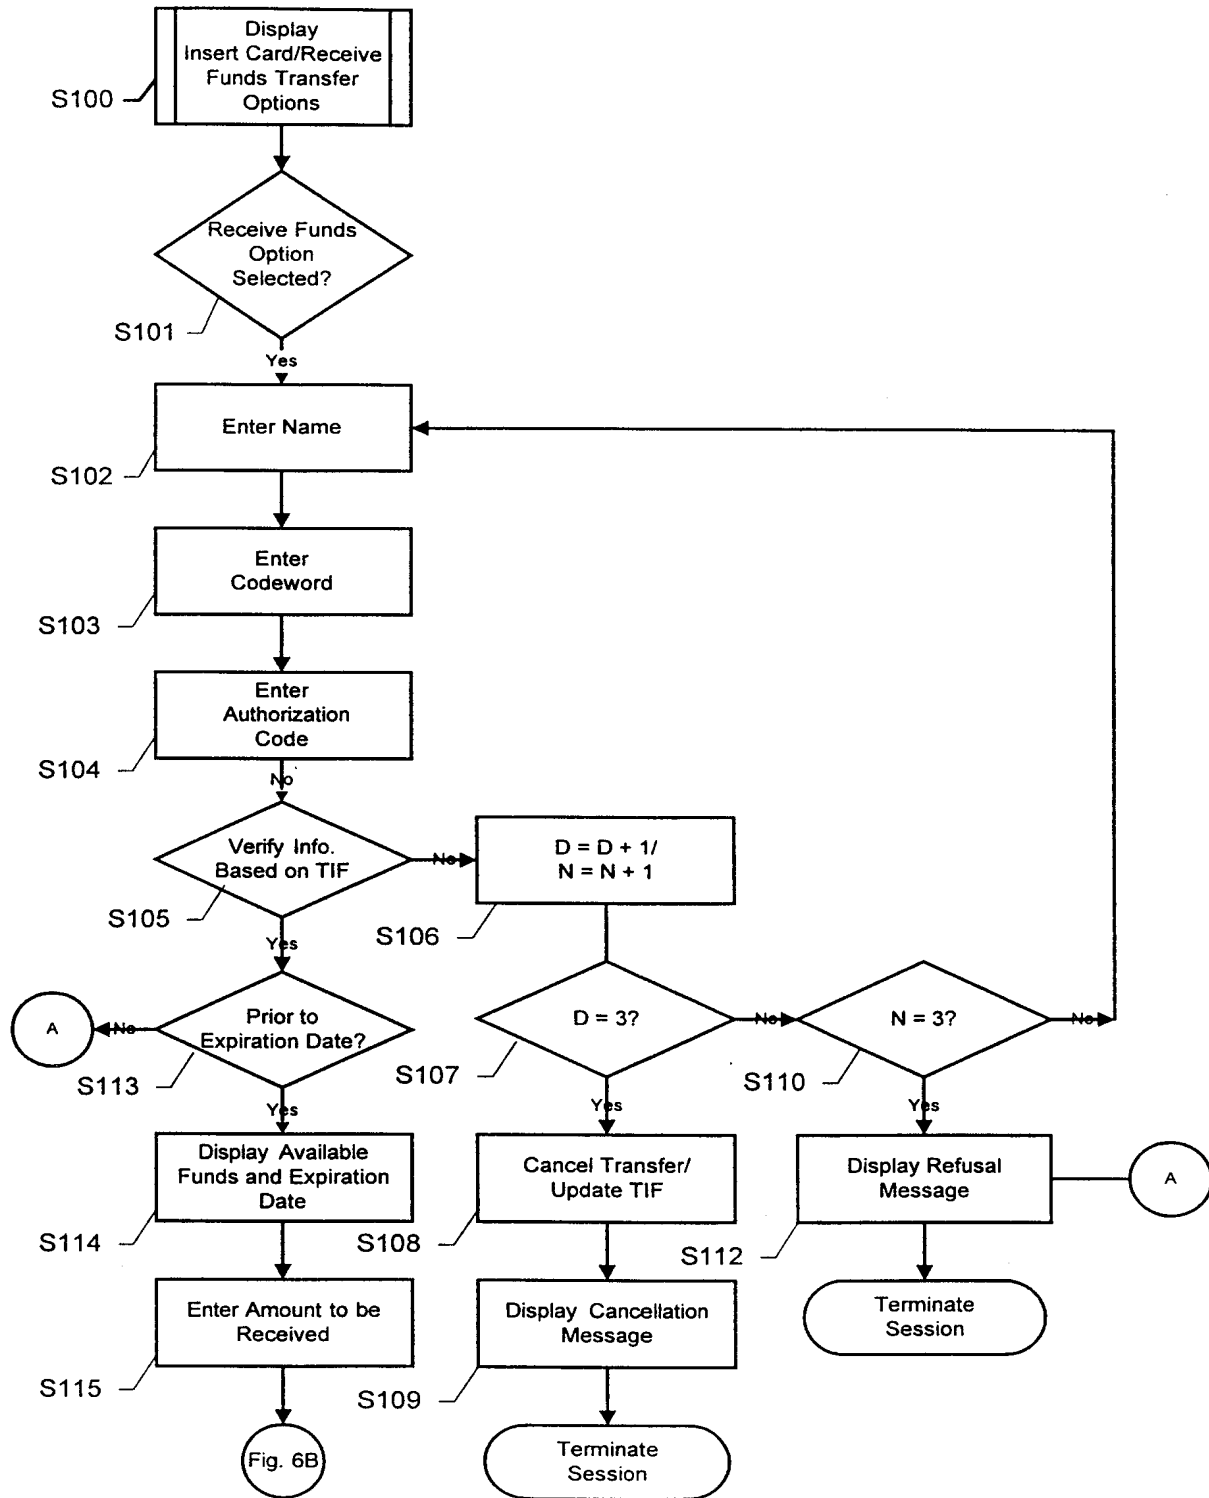 Display
Insert Card/Receive
Funds Transfer
Options
S100
Receive Funds
Option
Selected?
S101
Yes
Enter Name
S102
Enter
Codeword
S103
Enter
Authorization
Code
S104
No
Verify Info.
Based on TIF
S105
No
D = D + 1/
N = N + 1
S106
Yes
A
No
Prior to
Expiration Date?
S113
D = 3?
S107
No
N = 3?
S110
No
Yes
Yes
Yes
Display Available
Funds and Expiration
Date
S114
Cancel Transfer/
Update TIF
S108
Display Refusal
Message
S112
A
Enter Amount to be
Received
S115
Display Cancellation
Message
S109
Terminate
Session
Fig. 6B
Terminate
Session